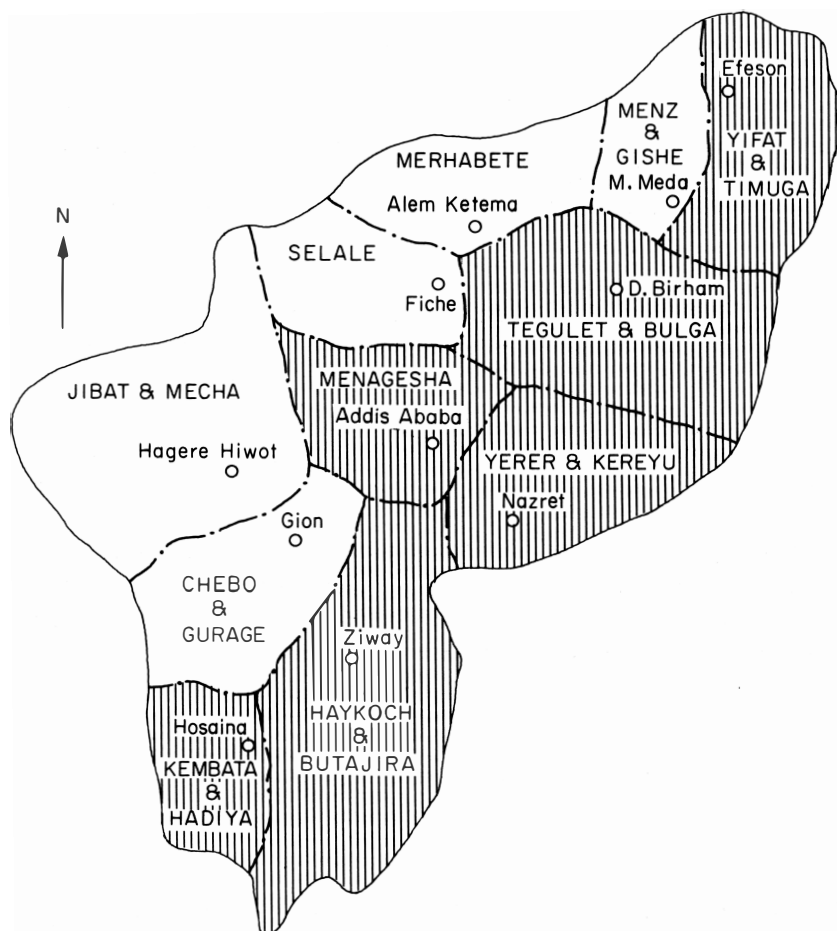 Efeson
YIFAT
&
TIMUGA
MENZ
&
GISHE
M. Meda
MERHABETE
Alem Ketema
N
SELALE
Fiche
D. Birham
TEGULET & BULGA
MENAGESHA
Addis Ababa
JIBAT & MECHA
Hagere Hiwot
YERER & KEREYU
Nazret
Gion
CHEBO
&
GURAGE
Ziway
HAYKOCH
&
BUTAJIRA
Hosaina
KEMBATA
&
HADIYA